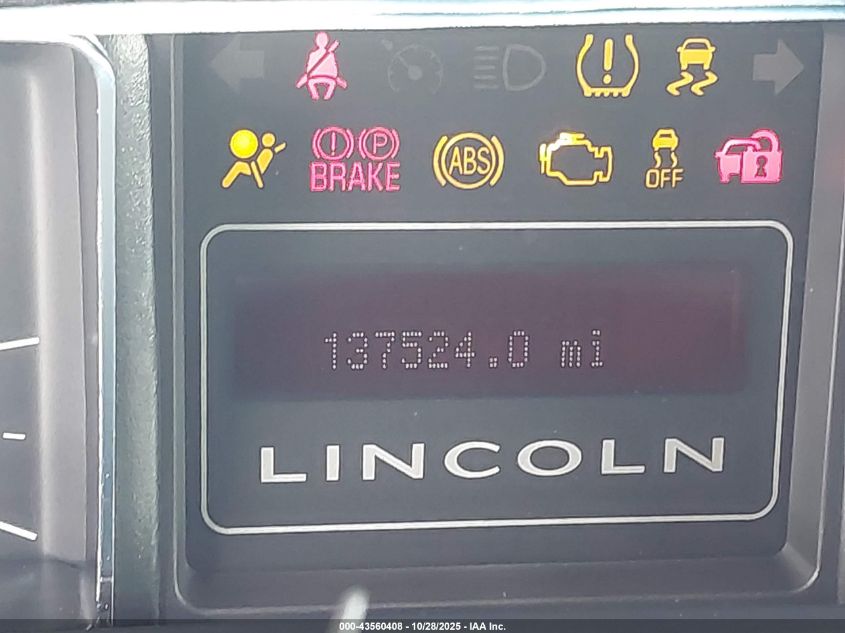 P
BRAKE
ABS
OFF
137524.0 mi
LINCOLN
000-43560408 - 10/28/2025 - IAA Inc.